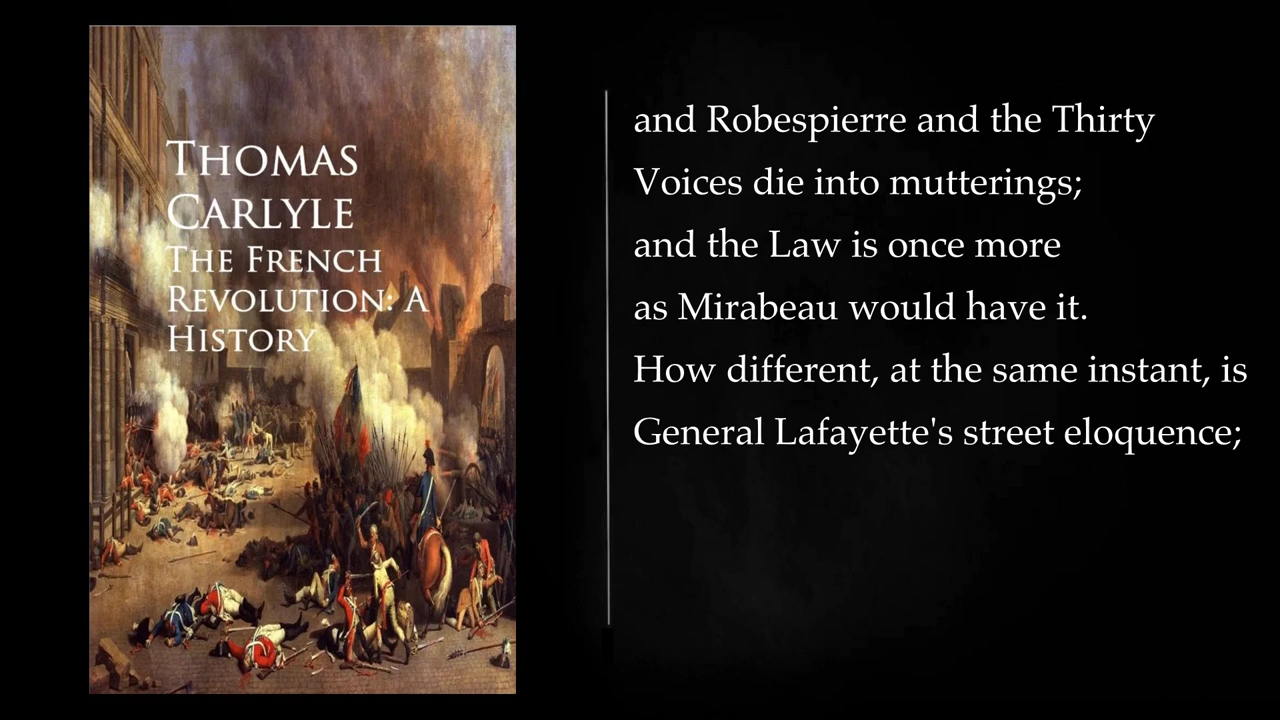 THOMAS
CARLYLE
THE FRENCH
REVOLUTION: A
HISTORY
and Robespierre and the Thirty
Voices die into mutterings;
and the Law is once more
as Mirabeau would have it.
How different, at the same instant, is
General Lafayette's street eloquence;